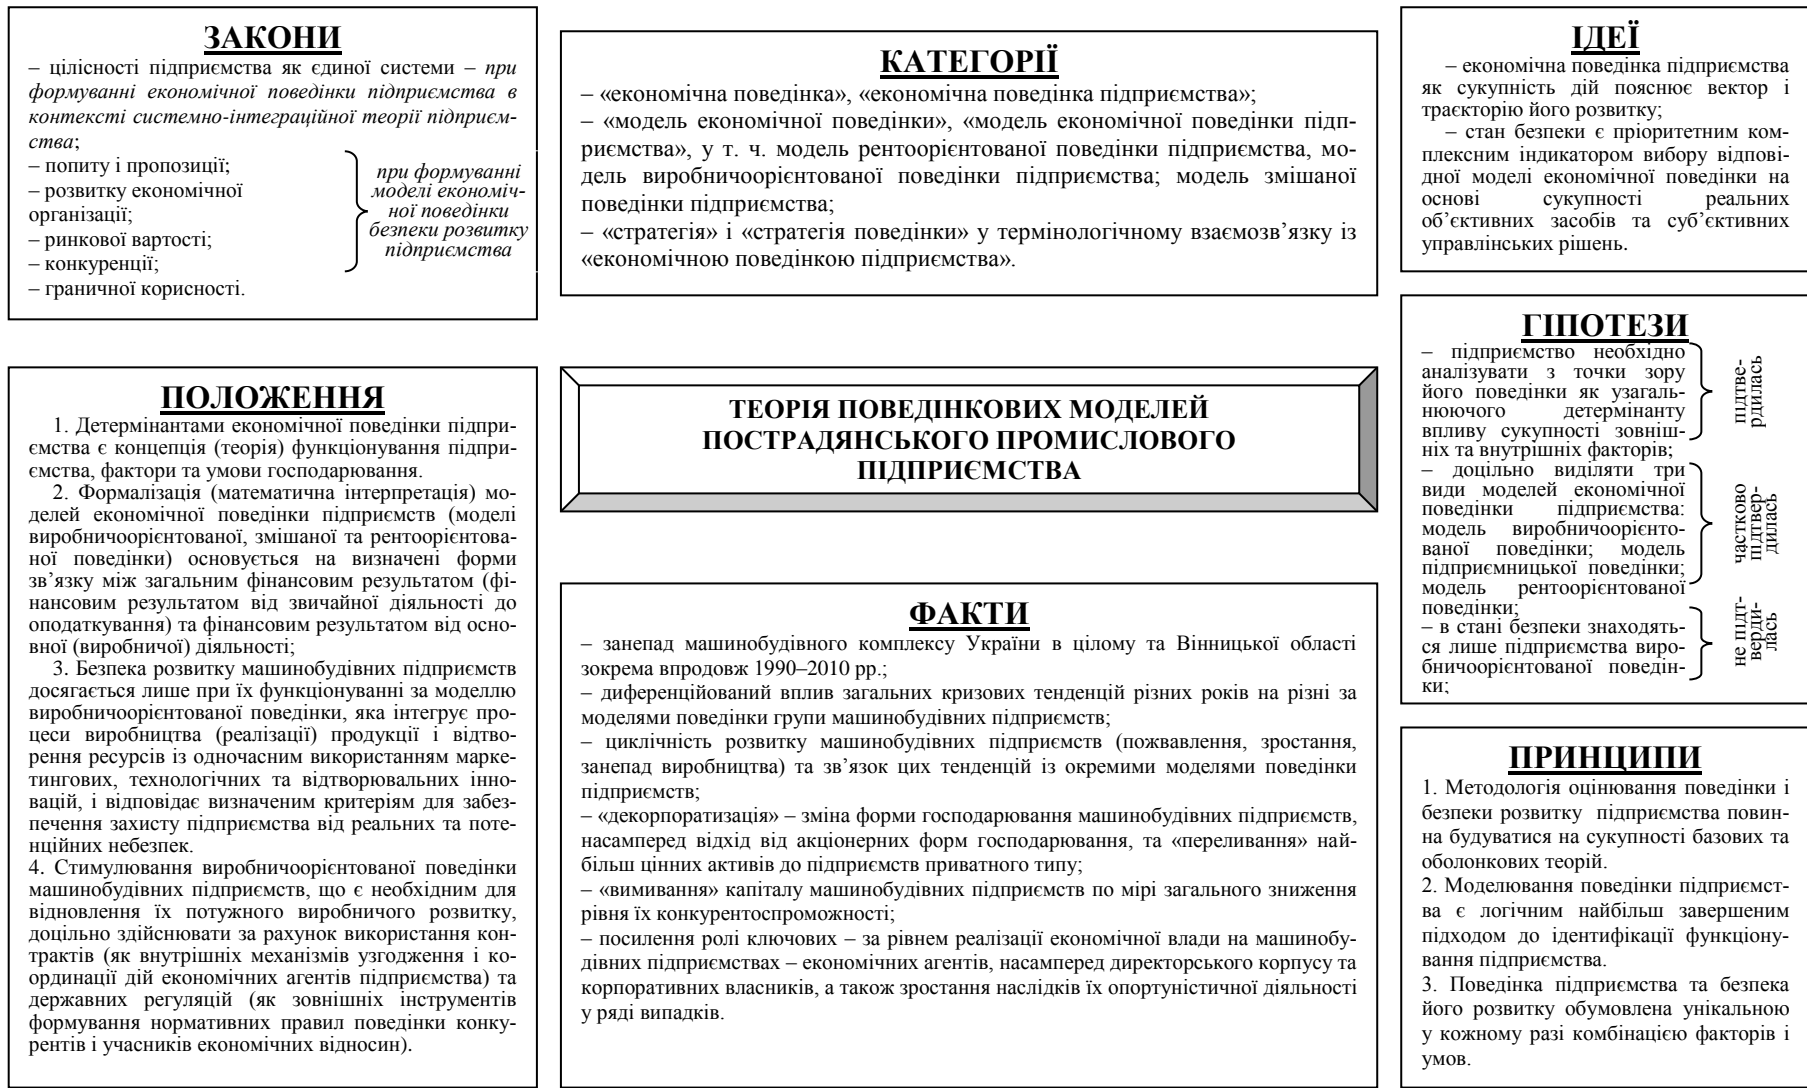 ЗАКОНИ
– цілісності підприємства як єдиної системи – при
формуванні економічної поведінки підприємства в
контексті системно-інтеграційної теорії підприєм-
ства;
– попиту і пропозиції;
– розвитку економічної
організації;
– ринкової вартості;
– конкуренції;
– граничної корисності.
при формуванні
моделі економіч-
ної поведінки
безпеки розвитку
підприємства
КАТЕГОРІЇ
– «економічна поведінка», «економічна поведінка підприємства»;
– «модель економічної поведінки», «модель економічної поведінки підп-
риємства», у т. ч. модель рентоорієнтованої поведінки підприємства, мо-
дель виробничоорієнтованої поведінки підприємства; модель змішаної
поведінки підприємства;
– «стратегія» і «стратегія поведінки» у термінологічному взаємозв’язку із
«економічною поведінкою підприємства».
ІДЕЇ
– економічна поведінка підприємства
як сукупність дій пояснює вектор і
траєкторію його розвитку;
– стан безпеки є пріоритетним ком-
плексним індикатором вибору відпові-
дної моделі економічної поведінки на
основі сукупності реальних
об’єктивних засобів та суб’єктивних
управлінських рішень.
ГІПОТЕЗИ
– підприємство необхідно
аналізувати з точки зору
його поведінки як узагаль-
нюючого детермінанту
впливу сукупності зовніш-
ніх та внутрішніх факторів;
– доцільно виділяти три
види моделей економічної
поведінки підприємства:
модель виробничоорієнто-
ваної поведінки; модель
підприємницької поведінки;
модель рентоорієнтованої
поведінки;
– в стані безпеки знаходять-
ся лише підприємства виро-
бничоорієнтованої поведін-
ки;
підтве-
рдилась
частково
підтвер-
дилась
не підт-
верди-
лась
ПОЛОЖЕННЯ
1. Детермінантами економічної поведінки підпри-
ємства є концепція (теорія) функціонування підпри-
ємства, фактори та умови господарювання.
2. Формалізація (математична інтерпретація) мо-
делей економічної поведінки підприємств (моделі
виробничоорієнтованої, змішаної та рентоорієнтова-
ної поведінки) основується на визначені форми
зв’язку між загальним фінансовим результатом (фі-
нансовим результатом від звичайної діяльності до
оподаткування) та фінансовим результатом від осно-
вної (виробничої) діяльності;
3. Безпека розвитку машинобудівних підприємств
досягається лише при їх функціонуванні за моделлю
виробничоорієнтованої поведінки, яка інтегрує про-
цеси виробництва (реалізації) продукції і відтво-
рення ресурсів із одночасним використанням марке-
тингових, технологічних та відтворювальних інно-
вацій, і відповідає визначеним критеріям для забез-
печення захисту підприємства від реальних та поте-
нційних небезпек.
4. Стимулювання виробничоорієнтованої поведінки
машинобудівних підприємств, що є необхідним для
відновлення їх потужного виробничого розвитку,
доцільно здійснювати за рахунок використання кон-
трактів (як внутрішніх механізмів узгодження і ко-
ординації дій економічних агентів підприємства) та
державних регуляцій (як зовнішніх інструментів
формування нормативних правил поведінки конку-
рентів і учасників економічних відносин).
ТЕОРІЯ ПОВЕДІНКОВИХ МОДЕЛЕЙ
ПОСТРАДЯНСЬКОГО ПРОМИСЛОВОГО
ПІДПРИЄМСТВА
ФАКТИ
– занепад машинобудівного комплексу України в цілому та Вінницької області
зокрема впродовж 1990–2010 рр.;
– диференційований вплив загальних кризових тенденцій різних років на різні за
моделями поведінки групи машинобудівних підприємств;
– циклічність розвитку машинобудівних підприємств (пожвавлення, зростання,
занепад виробництва) та зв’язок цих тенденцій із окремими моделями поведінки
підприємств;
– «декорпоратизація» – зміна форми господарювання машинобудівних підприємств,
насамперед відхід від акціонерних форм господарювання, та «переливання» най-
більш цінних активів до підприємств приватного типу;
– «вимивання» капіталу машинобудівних підприємств по мірі загального зниження
рівня їх конкурентоспроможності;
– посилення ролі ключових – за рівнем реалізації економічної влади на машинобу-
дівних підприємствах – економічних агентів, насамперед директорського корпусу та
корпоративних власників, а також зростання наслідків їх опортуністичної діяльності
у ряді випадків.
ПРИНЦИПИ
1. Методологія оцінювання поведінки і
безпеки розвитку підприємства повин-
на будуватися на сукупності базових та
оболонкових теорій.
2. Моделювання поведінки підприємст-
ва є логічним найбільш завершеним
підходом до ідентифікації функціону-
вання підприємства.
3. Поведінка підприємства та безпека
його розвитку обумовлена унікальною
у кожному разі комбінацією факторів і
умов.